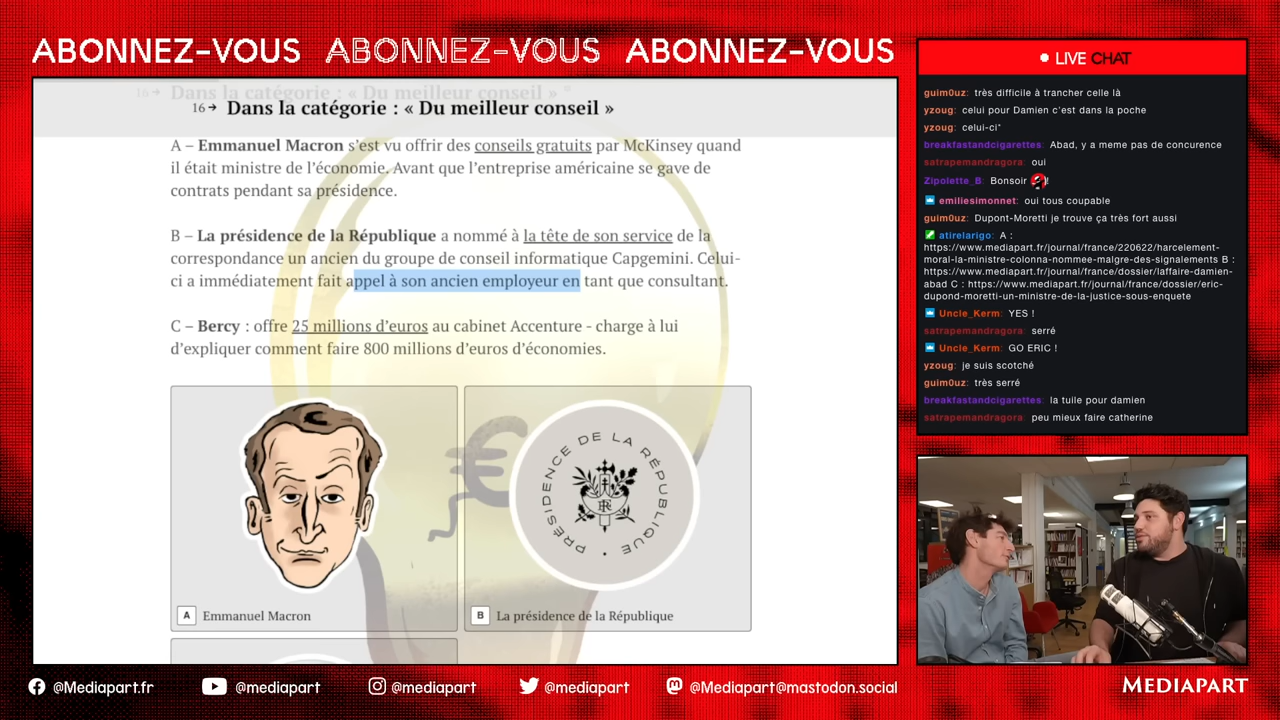 ABONNEZ-VOUS ABONNEZ-VOUS ABONNEZ-VOUS
16→ Dans la catégorie : « Du meilleur conseil »
16→ Dans la catégorie : « Du meilleur conseil »
A – Emmanuel Macron s’est vu offrir des conseils gratuits par McKinsey quand
il était ministre de l’économie. Avant que l’entreprise américaine se gave de
contrats pendant sa présidence.
B – La présidence de la République a nommé à la tête de son service de la
correspondance un ancien du groupe de conseil informatique Capgemini. Celui-
ci a immédiatement fait appel à son ancien employeur en tant que consultant.
C – Bercy : offre 25 millions d’euros au cabinet Accenture - charge à lui
d’expliquer comment faire 800 millions d’euros d’économies.
€
PRÉSIDENCE DE LA RÉPUBLIQUE •
RF
A Emmanuel Macron
B La présidence de la République
LIVE CHAT
guim0uz: très difficile à trancher celle là
yzoug: celui pour Damien c'est dans la poche
yzoug: celui-ci*
breakfastandcigarettes: Abad, y a meme pas de concurence
satrapemandragora: oui
Zipolette_B: Bonsoir !
emiliesimonnet: oui tous coupable
guim0uz: Dupont-Moretti je trouve ça très fort aussi
atirelarigo: A :
https://www.mediapart.fr/journal/france/220622/harcelement-
moral-la-ministre-colonna-nommee-malgre-des-signalements B :
https://www.mediapart.fr/journal/france/dossier/laffaire-damien-
abad C : https://www.mediapart.fr/journal/france/dossier/eric-
dupond-moretti-un-ministre-de-la-justice-sous-enquete
Uncle_Kerm: YES !
satrapemandragora: serré
Uncle_Kerm: GO ERIC !
yzoug: je suis scotché
guim0uz: très serré
breakfastandcigarettes: la tuile pour damien
satrapemandragora: peu mieux faire catherine
@Mediapart.fr @mediapart @mediapart @mediapart @Mediapart@mastodon.social
MEDIAPART